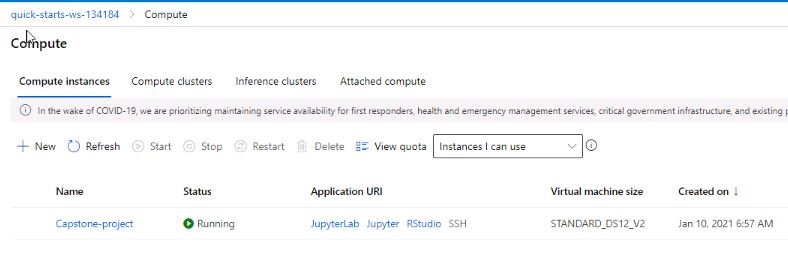 quick-starts-ws-134184 > Compute
Compute
Compute instances Compute clusters Inference clusters Attached compute
In the wake of COVID-19, we are prioritizing maintaining service availability for first responders, health and emergency management services, critical government infrastructure, and existing
New Refresh Start Stop Restart Delete View quota Instances I can use
Name Status Application URI Virtual machine size Created on ↓
Capstone-project Running JupyterLab Jupyter RStudio SSH STANDARD_DS12_V2 Jan 10, 2021 6:57 AM